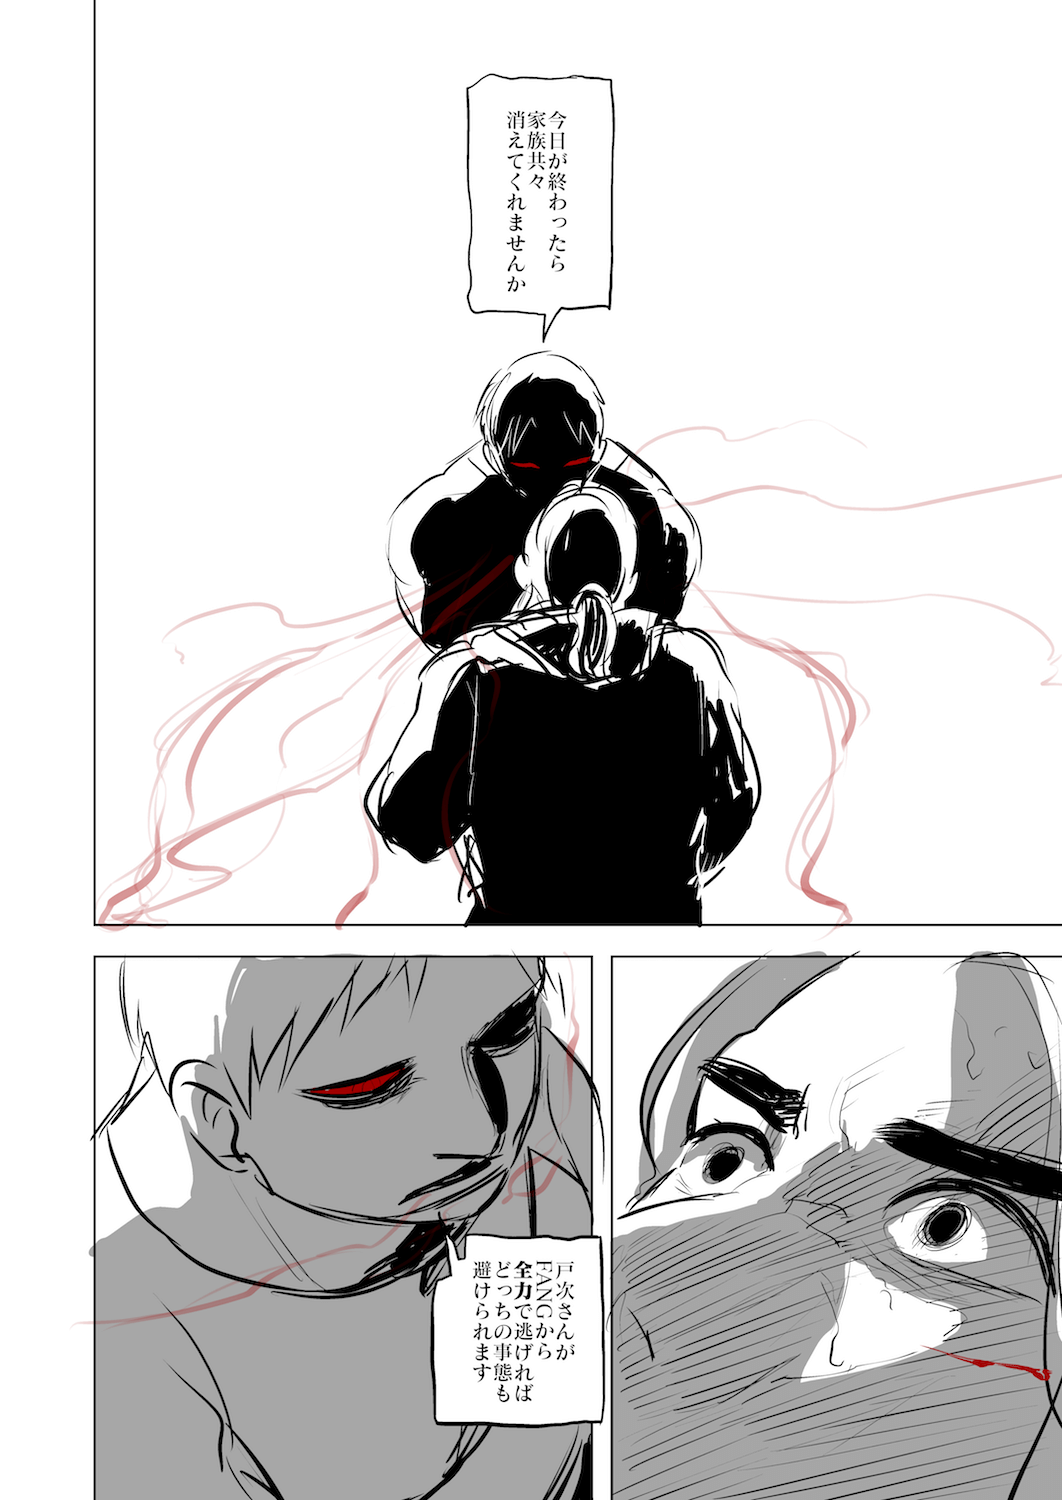 今日が終わったら
家族共々
消えてくれませんか
戸次さんが
FANGから
全力で逃げれば
どっちの事態も
避けられます